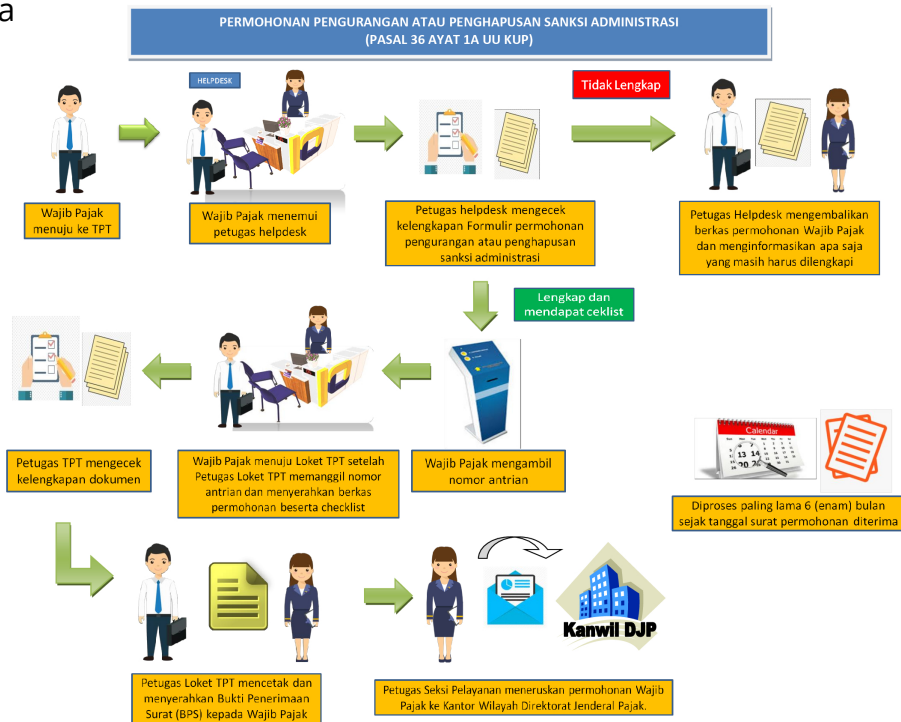 a
PERMOHONAN PENGURANGAN ATAU PENGHAPUSAN SANKSI ADMINISTRASI
(PASAL 36 AYAT 1A UU KUP)
HELPDESK
Tidak Lengkap
Wajib Pajak
menuju ke TPT
Wajib Pajak menemui
petugas helpdesk
Petugas helpdesk mengecek
kelengkapan Formulir permohonan
pengurangan atau penghapusan
sanksi administrasi
Petugas Helpdesk mengembalikan
berkas permohonan Wajib Pajak
dan menginformasikan apa saja
yang masih harus dilengkapi
Lengkap dan
mendapat ceklist
Petugas TPT mengecek
kelengkapan dokumen
Wajib Pajak menuju Loket TPT setelah
Petugas Loket TPT memanggil nomor
antrian dan menyerahkan berkas
permohonan beserta checklist
Wajib Pajak mengambil
nomor antrian
Calendar
13 14
20 26
Diproses paling lama 6 (enam) bulan
sejak tanggal surat permohonan diterima
Kanwil DJP
Petugas Loket TPT mencetak dan
menyerahkan Bukti Penerimaan
Surat (BPS) kepada Wajib Pajak
Petugas Seksi Pelayanan meneruskan permohonan Wajib
Pajak ke Kantor Wilayah Direktorat Jenderal Pajak.